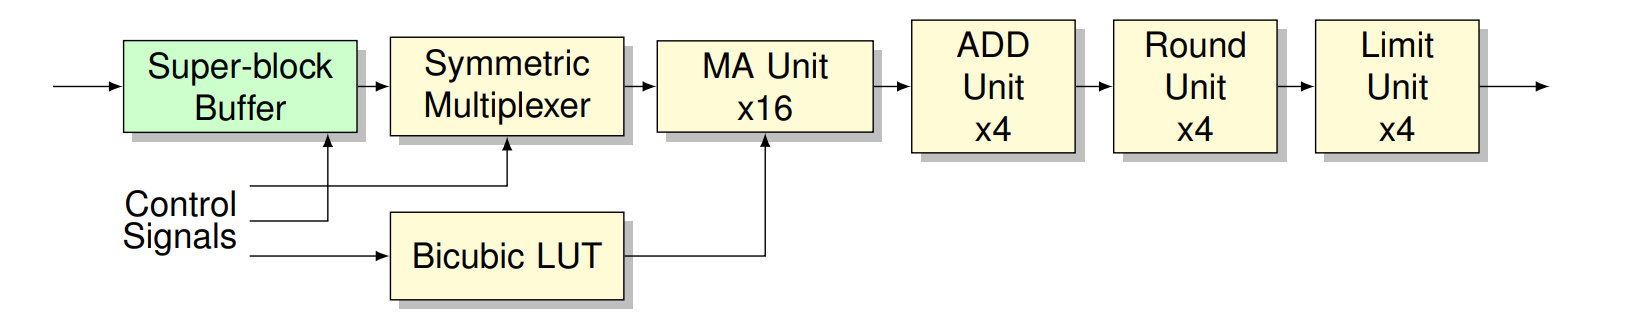 Super-block
Buffer
Symmetric
Multiplexer
MA Unit
x16
ADD
Unit
x4
Round
Unit
x4
Limit
Unit
x4
Control
Signals
Bicubic LUT